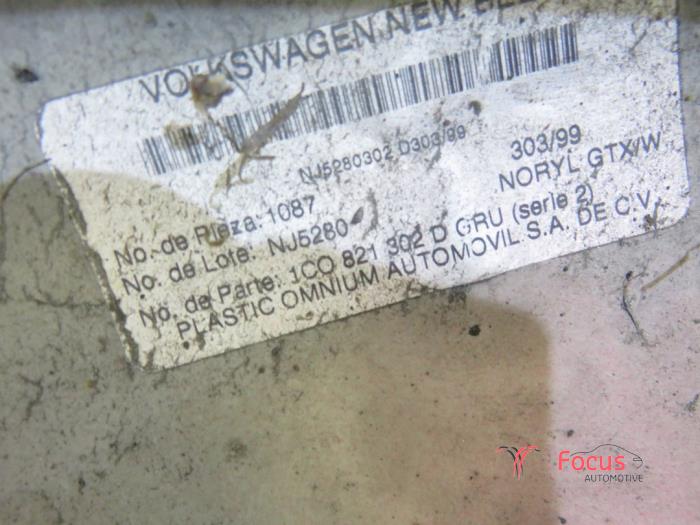 VOLKSWAGEN NEW
NJ5280302 D303/99
303/99
NORYL GTX/W
No. de Pieza: 1087
No. de Lote: NJ5280
No. de Parte: 1CO 821 302 D GRU (serie 2)
PLASTIC OMNIUM AUTOMOVIL S.A. DE C.V.
Focus
AUTOMOTIVE